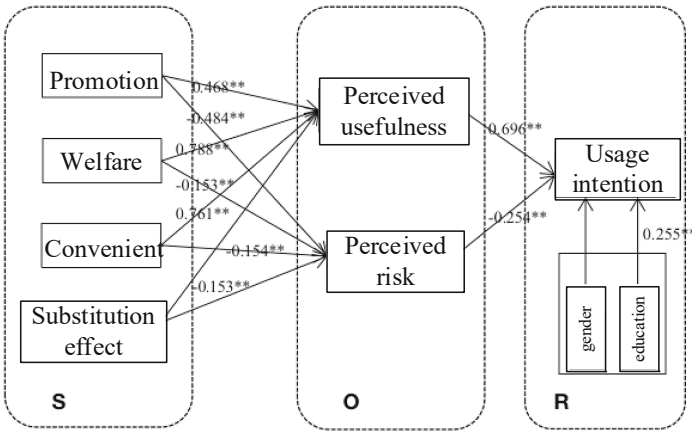 Promotion
Welfare
Convenient
Substitution
effect
S
0.468**
-0.484**
0.788**
-0.153**
0.761**
-0.154**
-0.153**
Perceived
usefulness
Perceived
risk
O
0.696**
-0.254**
Usage
intention
0.255**
gender
education
R